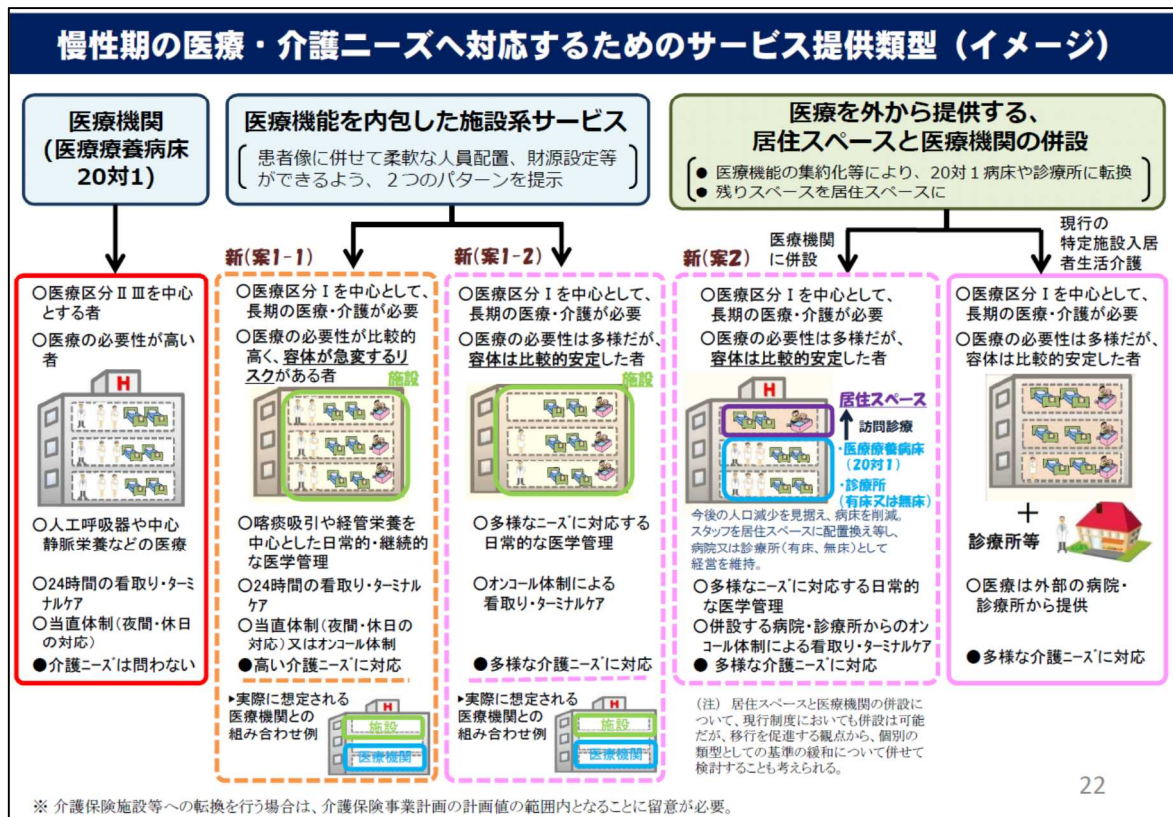 慢性期の医療・介護ニーズへ対応するためのサービス提供類型（イメージ）
医療機関
(医療療養病床
20対1)
医療機能を内包した施設系サービス
患者像に併せて柔軟な人員配置、財源設定等
ができるよう、２つのパターンを提示
医療を外から提供する、
居住スペースと医療機関の併設
● 医療機能の集約化等により、20対１病床や診療所に転換
● 残りスペースを居住スペースに
○医療区分ⅡⅢを中心
とする者
○医療の必要性が高い
者
H
○人工呼吸器や中心
静脈栄養などの医療
○24時間の看取り・ターミ
ナルケア
○当直体制（夜間・休日
の対応）
●介護ニーズは問わない
新(案1-1)
○医療区分Ⅰを中心として、
長期の医療・介護が必要
○医療の必要性が比較的
高く、容体が急変するリ
スクがある者
施設
H
○喀痰吸引や経管栄養を
中心とした日常的・継続的
な医学管理
○24時間の看取り・ターミナル
ケア
○当直体制（夜間・休日の
対応）又はオンコール体制
●高い介護ニーズに対応
▶実際に想定される
医療機関との
組み合わせ例
H
施設
医療機関
新(案1-2)
○医療区分Ⅰを中心として、
長期の医療・介護が必要
○医療の必要性は多様だが、
容体は比較的安定した者
施設
H
○多様なニーズに対応する
日常的な医学管理
○オンコール体制による
看取り・ターミナルケア
●多様な介護ニーズに対応
▶実際に想定される
医療機関との
組み合わせ例
H
施設
医療機関
新(案2)
医療機関
に併設
○医療区分Ⅰを中心として、
長期の医療・介護が必要
○医療の必要性は多様だが、
容体は比較的安定した者
H
居住スペース
訪問診療
・医療療養病床
(20対1)
・診療所
(有床又は無床)
今後の人口減少を見据え、病床を削減。
スタッフを居住スペースに配置換え等し、
病院又は診療所（有床、無床）として
経営を維持。
○多様なニーズに対応する日常的
な医学管理
○併設する病院・診療所からのオン
コール体制による看取り・ターミナルケア
● 多様な介護ニーズに対応
（注） 居住スペースと医療機関の併設に
ついて、現行制度においても併設は可能
だが、移行を促進する観点から、個別の
類型としての基準の緩和について併せて
検討することも考えられる。
現行の
特定施設入居
者生活介護
○医療区分Ⅰを中心として、
長期の医療・介護が必要
○医療の必要性は多様だが、
容体は比較的安定した者
＋
診療所等
○医療は外部の病院・
診療所から提供
●多様な介護ニーズに対応
22
※ 介護保険施設等への転換を行う場合は、介護保険事業計画の計画値の範囲内となることに留意が必要。